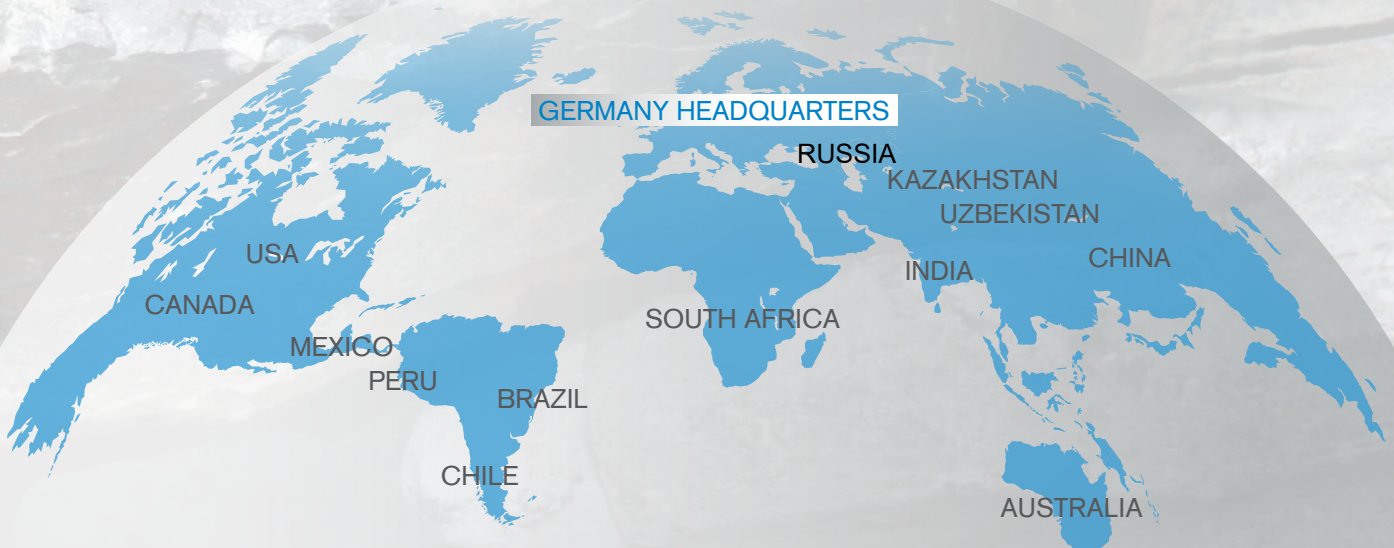 GERMANY HEADQUARTERS
RUSSIA
KAZAKHSTAN
UZBEKISTAN
USA
CHINA
INDIA
CANADA
SOUTH AFRICA
MEXICO
PERU
BRAZIL
CHILE
AUSTRALIA